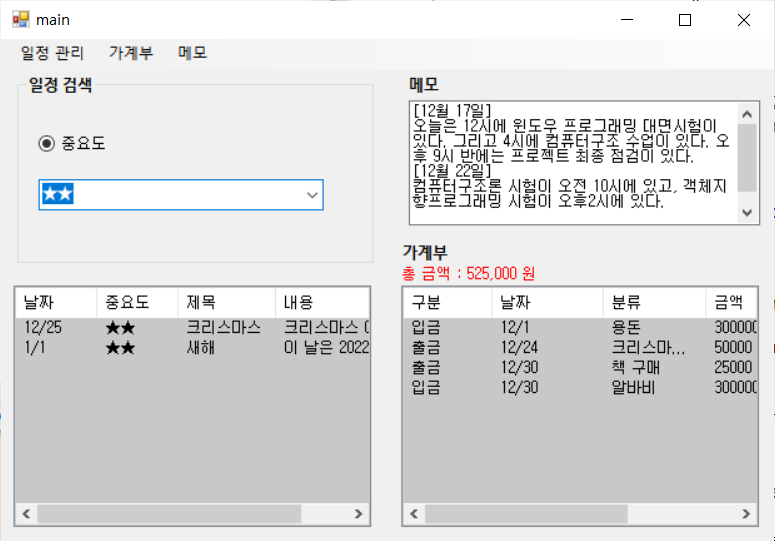 main
일정 관리 가계부 메모
일정 검색
중요도
★★
날짜 중요도 제목 내용
12/25 ★★ 크리스마스 크리스마스
1/1 ★★ 새해 이 날은 2022
메모
[12월 17일]
오늘은 12시에 윈도우 프로그래밍 대면시험이
있다. 그리고 4시에 컴퓨터구조 수업이 있다. 오
후 9시 반에는 프로젝트 최종 점검이 있다.
[12월 22일]
컴퓨터구조론 시험이 오전 10시에 있고, 객체지
향프로그래밍 시험이 오후2시에 있다.
가계부
총 금액 : 525,000 원
구분 날짜 분류 금액
입금 12/1 용돈 300000
출금 12/24 크리스마... 50000
출금 12/30 책 구매 25000
입금 12/30 알바비 300000